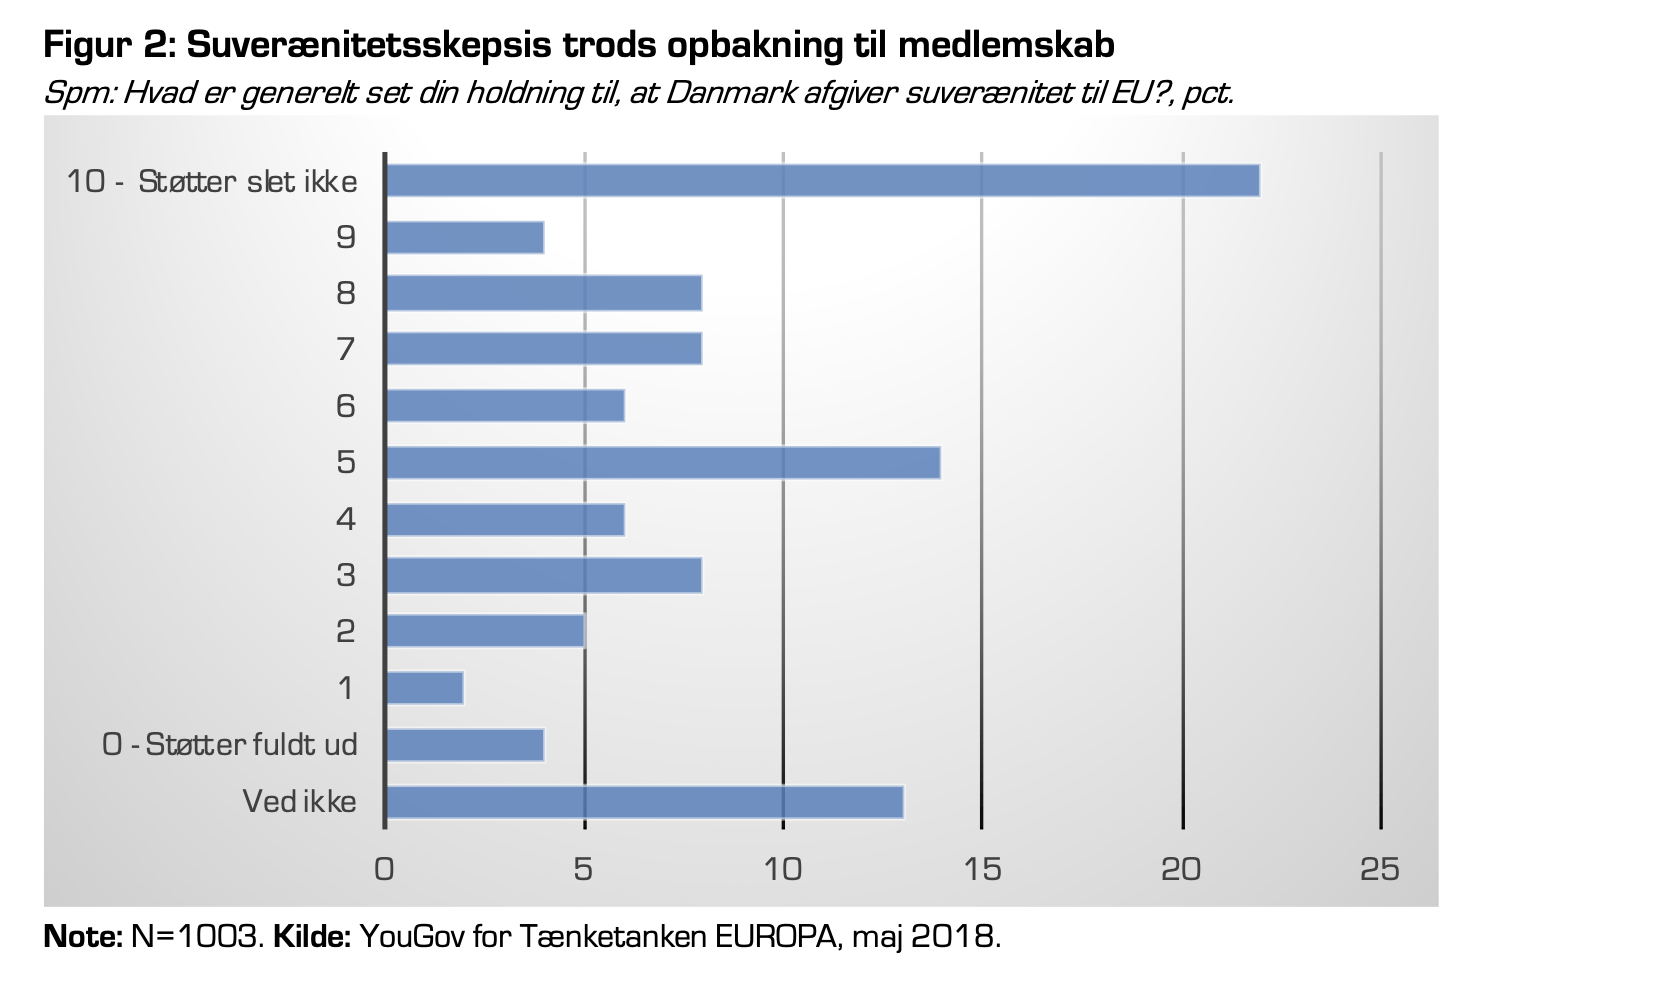 Figur 2: Suverænitetsskepsis trods opbakning til medlemskab
Spm: Hvad er generelt set din holdning til, at Danmark afgiver suverænitet til EU?, pct.
10 - Støtter slet ikke
9
8
7
6
5
4
3
2
1
0 - Støtter fuldt ud
Ved ikke
0 5 10 15 20 25
Note: N=1003. Kilde: YouGov for Tænketanken EUROPA, maj 2018.